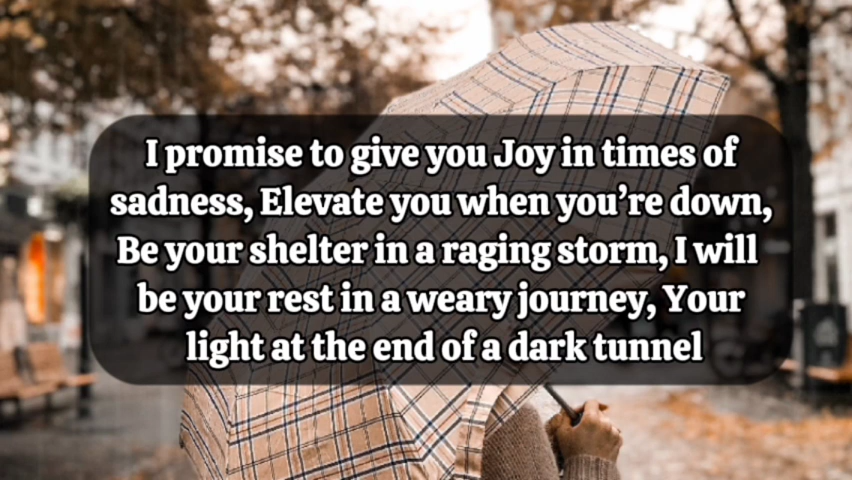 I promise to give you Joy in times of
sadness, Elevate you when you’re down,
Be your shelter in a raging storm, I will
be your rest in a weary journey, Your
light at the end of a dark tunnel